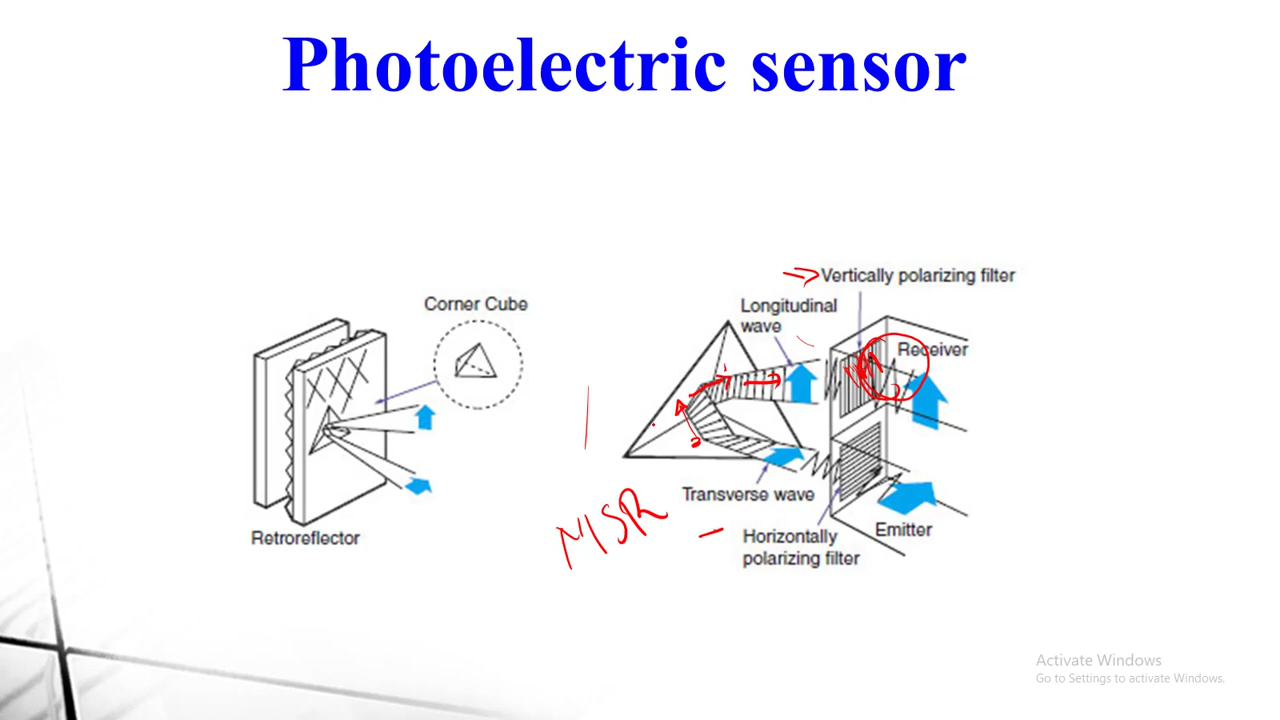 Photoelectric sensor
Corner Cube
Retroreflector
Vertically polarizing filter
Longitudinal
wave
Receiver
Transverse wave
Horizontally
polarizing filter
Emitter
MSR
Activate Windows
Go to Settings to activate Windows.